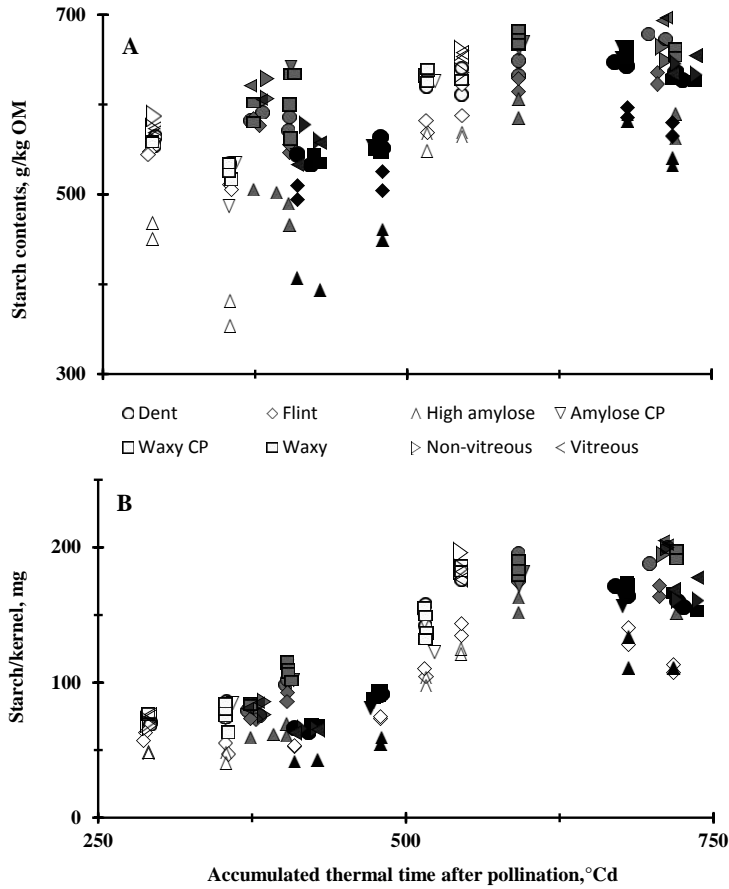 700
A
500
300
Starch contents, g/kg OM
Dent Flint High amylose Amylose CP
Waxy CP Waxy Non-vitreous Vitreous
B
200
100
0
Starch/kernel, mg
250 500 750
Accumulated thermal time after pollination,°Cd